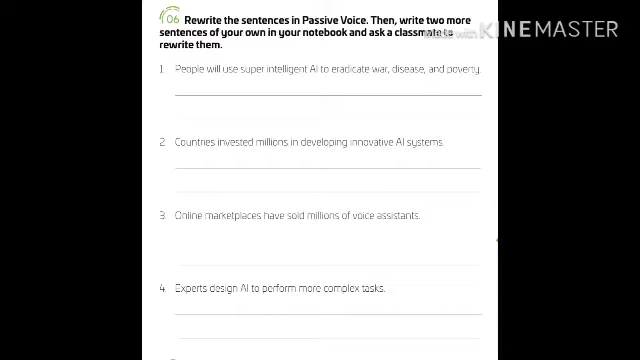 06 Rewrite the sentences in Passive Voice. Then, write two more
sentences of your own in your notebook and ask a classmate to
rewrite them.
Made with KINEMASTER
1. People will use super intelligent AI to eradicate war, disease, and poverty.
2. Countries invested millions in developing innovative AI systems.
3. Online marketplaces have sold millions of voice assistants.
4. Experts design AI to perform more complex tasks.